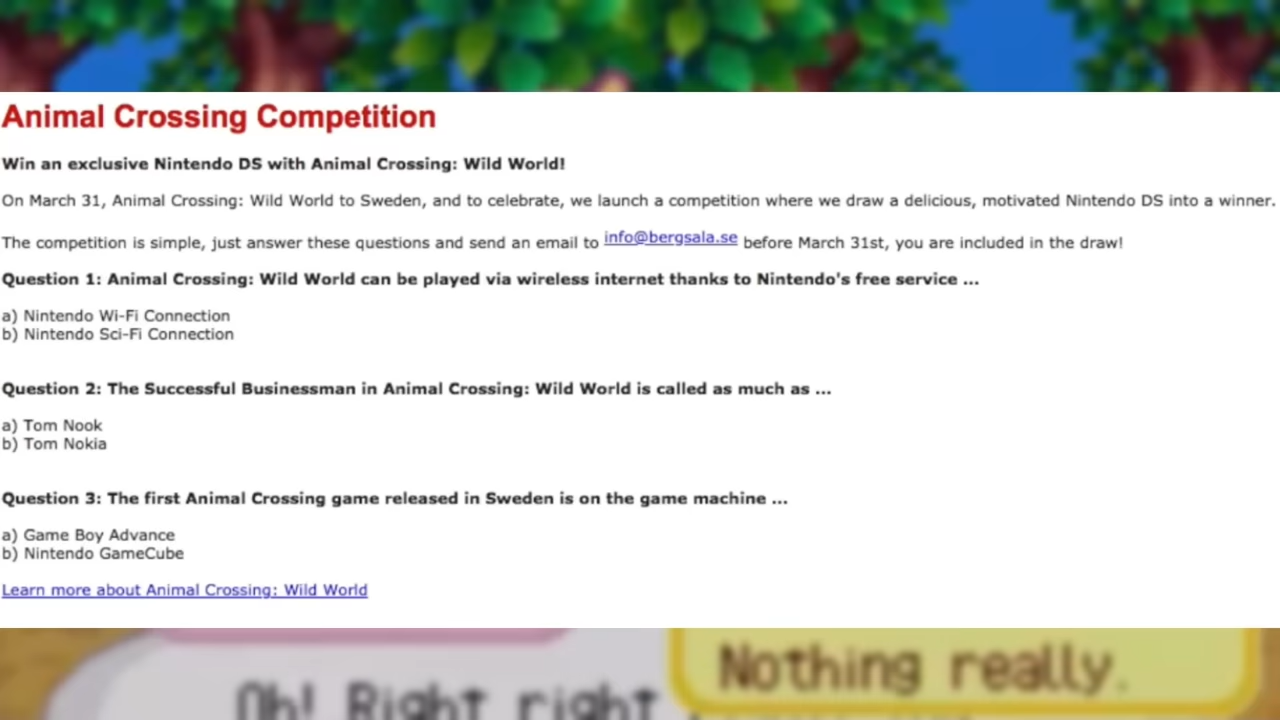 Animal Crossing Competition
Win an exclusive Nintendo DS with Animal Crossing: Wild World!
On March 31, Animal Crossing: Wild World to Sweden, and to celebrate, we launch a competition where we draw a delicious, motivated Nintendo DS into a winner.
The competition is simple, just answer these questions and send an email to info@bergsala.se before March 31st, you are included in the draw!
Question 1: Animal Crossing: Wild World can be played via wireless internet thanks to Nintendo's free service ...
a) Nintendo Wi-Fi Connection
b) Nintendo Sci-Fi Connection
Question 2: The Successful Businessman in Animal Crossing: Wild World is called as much as ...
a) Tom Nook
b) Tom Nokia
Question 3: The first Animal Crossing game released in Sweden is on the game machine ...
a) Game Boy Advance
b) Nintendo GameCube
Learn more about Animal Crossing: Wild World
Nothing really.
Oh! Right right